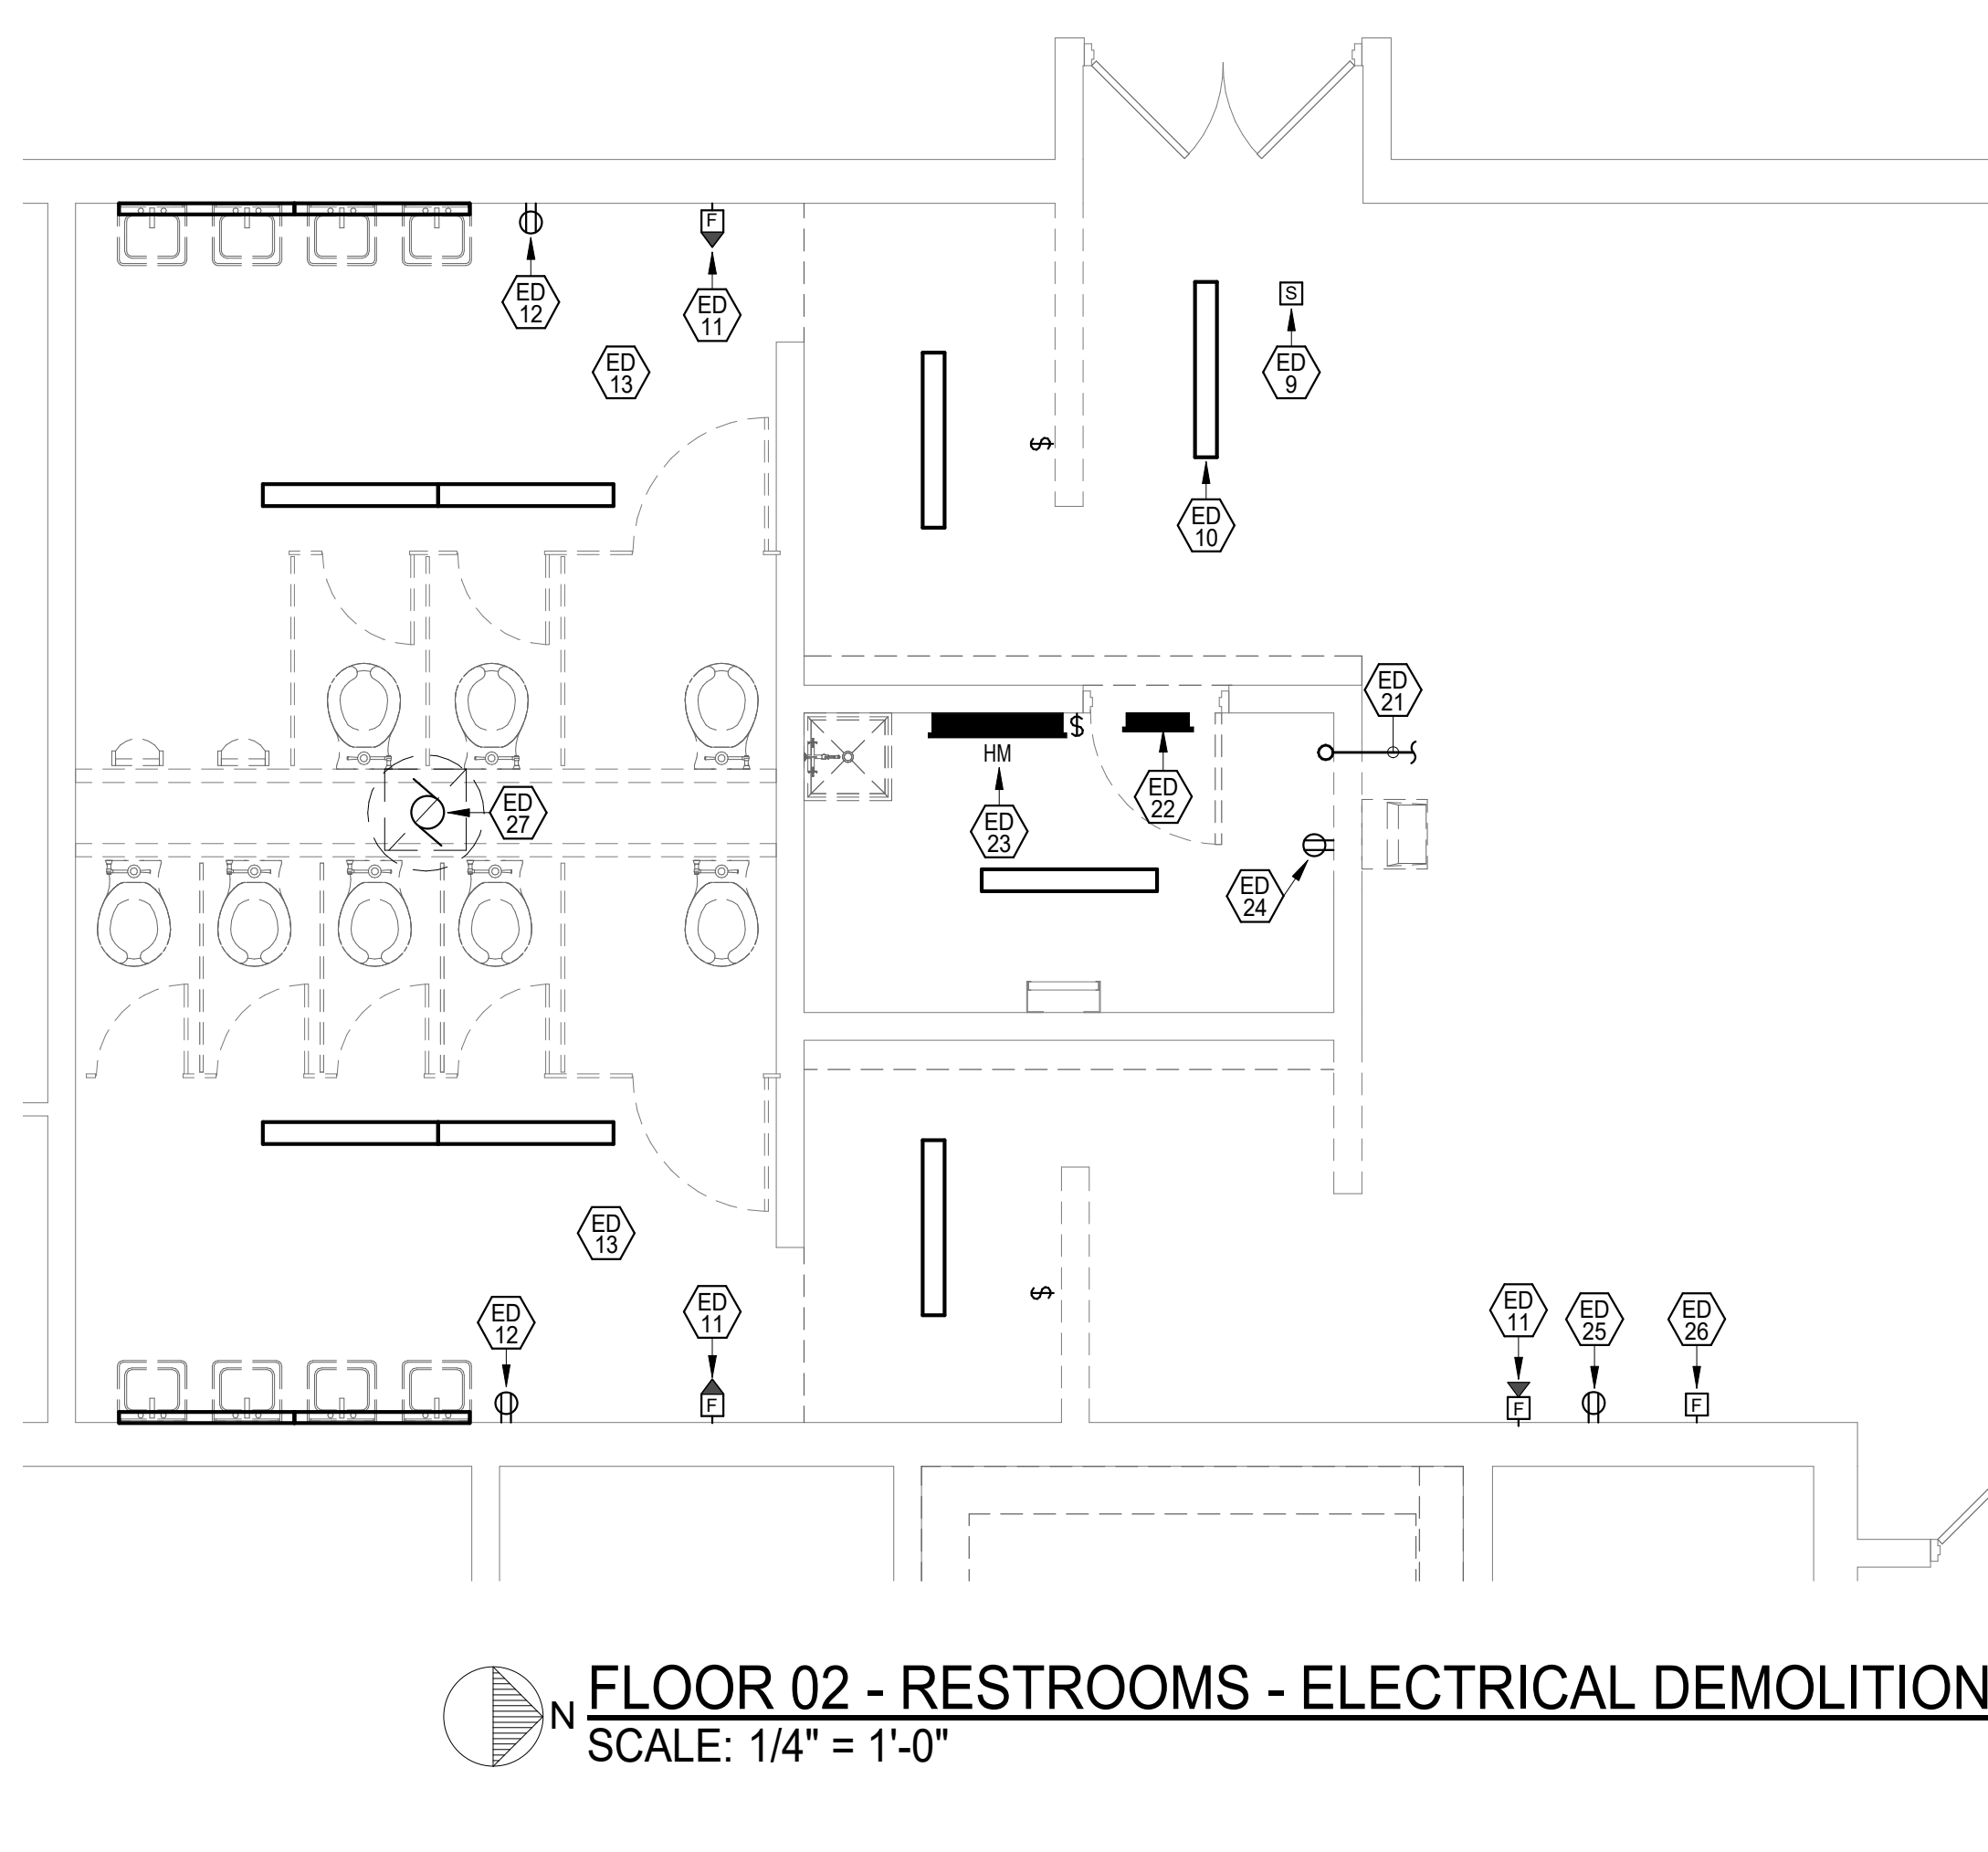 F
S
ED
12
ED
11
ED
13
ED
9
$
ED
10
ED
21
$
HM
ED
22
ED
27
ED
23
ED
24
ED
13
$
ED
12
ED
11
ED
11
ED
25
ED
26
F
F
F
N
FLOOR 02 - RESTROOMS - ELECTRICAL DEMOLITION
SCALE: 1/4" = 1'-0"